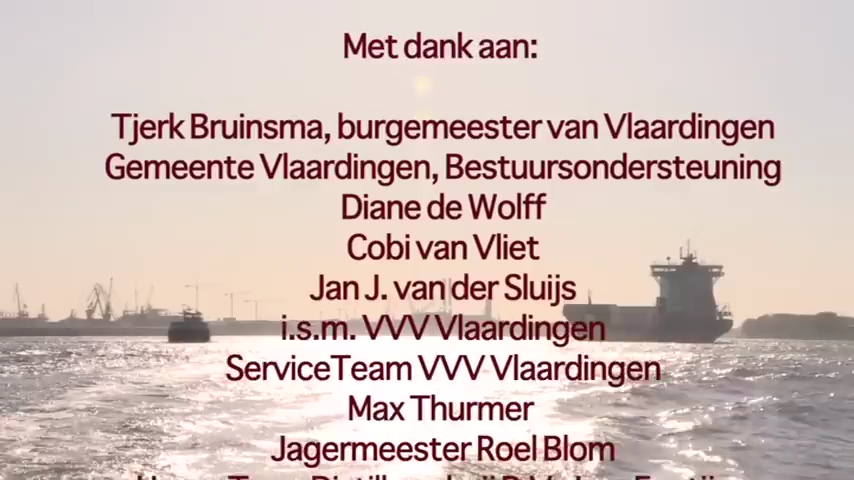 Met dank aan:
Tjerk Bruinsma, burgemeester van Vlaardingen
Gemeente Vlaardingen, Bestuursondersteuning
Diane de Wolff
Cobi van Vliet
Jan J. van der Sluijs
i.s.m. VVV Vlaardingen
ServiceTeam VVV Vlaardingen
Max Thurmer
Jagermeester Roel Blom